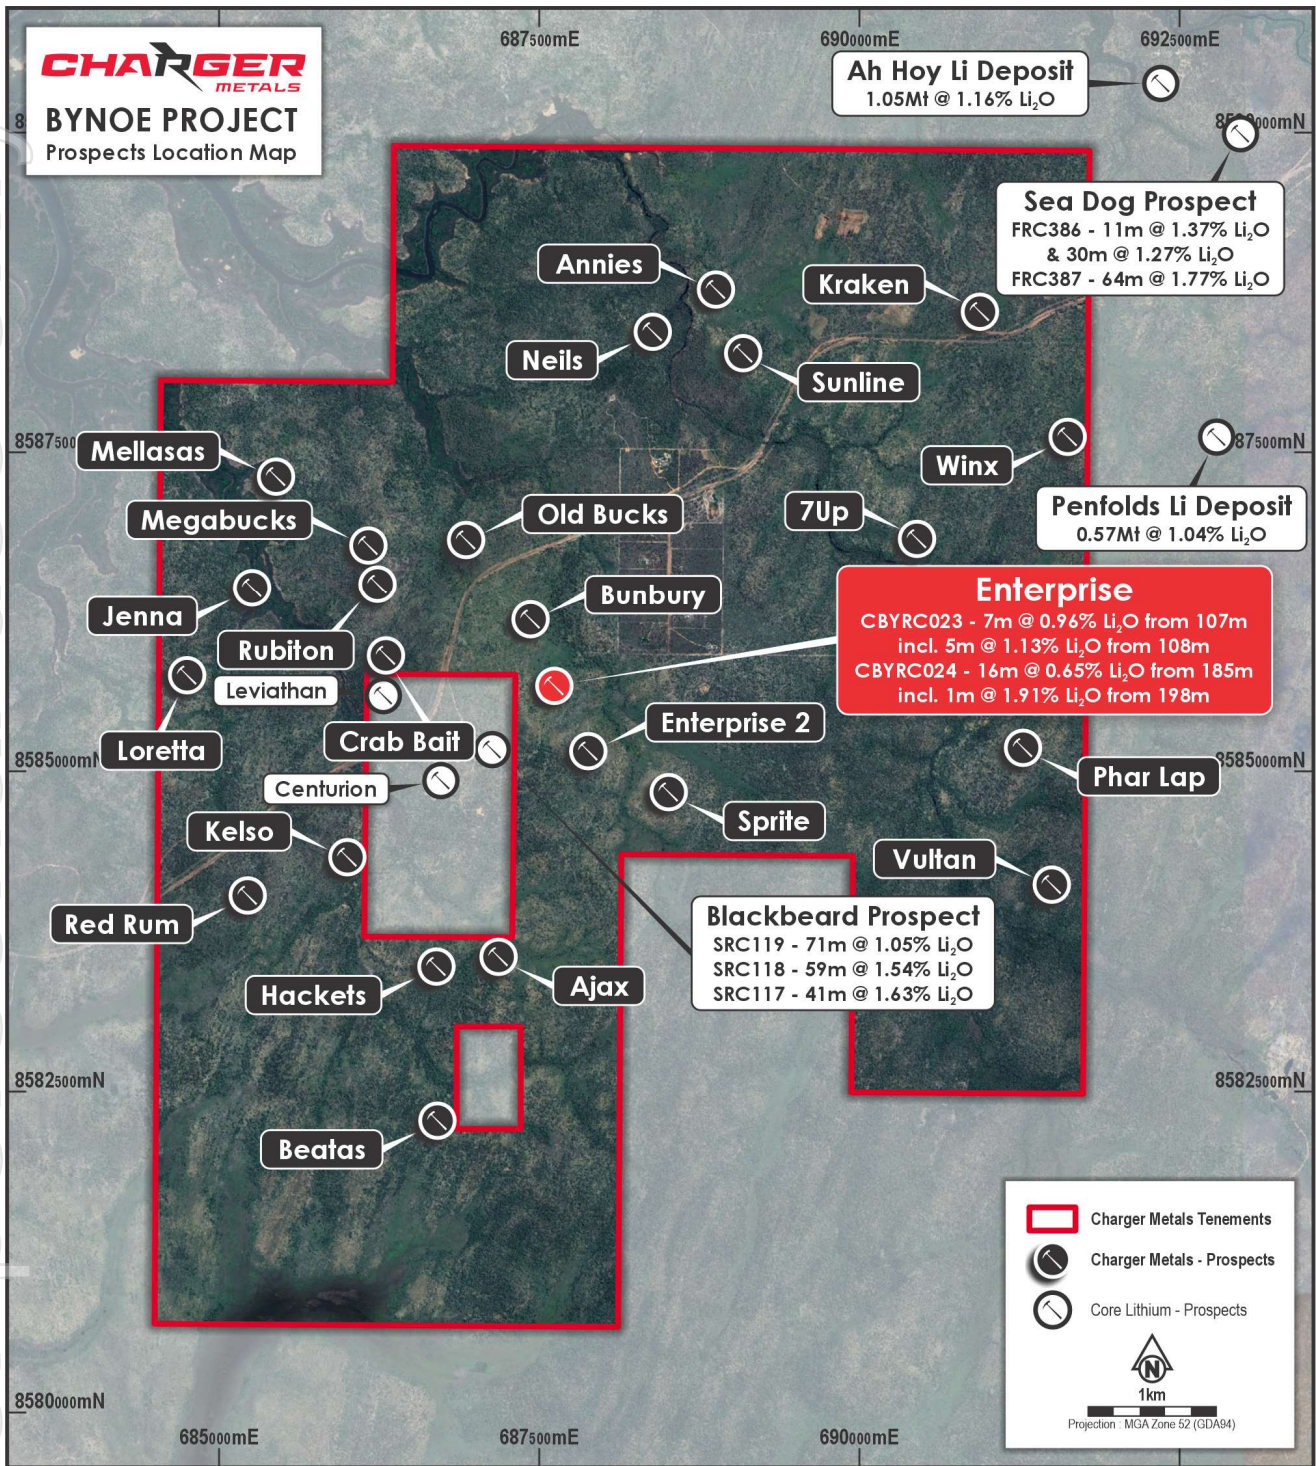 CHARGER
METALS
BYNOE PROJECT
Prospects Location Map
687500mE
690000mE
692500mE
Ah Hoy Li Deposit
1.05Mt @ 1.16% Li₂O
000mN
Sea Dog Prospect
FRC386 - 11m @ 1.37% Li₂O
& 30m @ 1.27% Li₂O
FRC387 - 64m @ 1.77% Li₂O
Annies
Kraken
Neils
Sunline
8587500
87500mN
Mellasas
Winx
Megabucks
Old Bucks
7Up
Penfolds Li Deposit
0.57Mt @ 1.04% Li₂O
Jenna
Bunbury
Rubiton
Enterprise
CBYRC023 - 7m @ 0.96% Li₂O from 107m
incl. 5m @ 1.13% Li₂O from 108m
CBYRC024 - 16m @ 0.65% Li₂O from 185m
incl. 1m @ 1.91% Li₂O from 198m
Leviathan
Loretta
Crab Bait
Enterprise 2
8585000mN
8585000mN
Phar Lap
Centurion
Sprite
Kelso
Vultan
Red Rum
Blackbeard Prospect
SRC119 - 71m @ 1.05% Li₂O
SRC118 - 59m @ 1.54% Li₂O
SRC117 - 41m @ 1.63% Li₂O
Hackets
Ajax
8582500mN
8582500mN
Beatas
Charger Metals Tenements
Charger Metals - Prospects
Core Lithium - Prospects
N
1km
Projection : MGA Zone 52 (GDA94)
8580000mN
685000mE
687500mE
690000mE